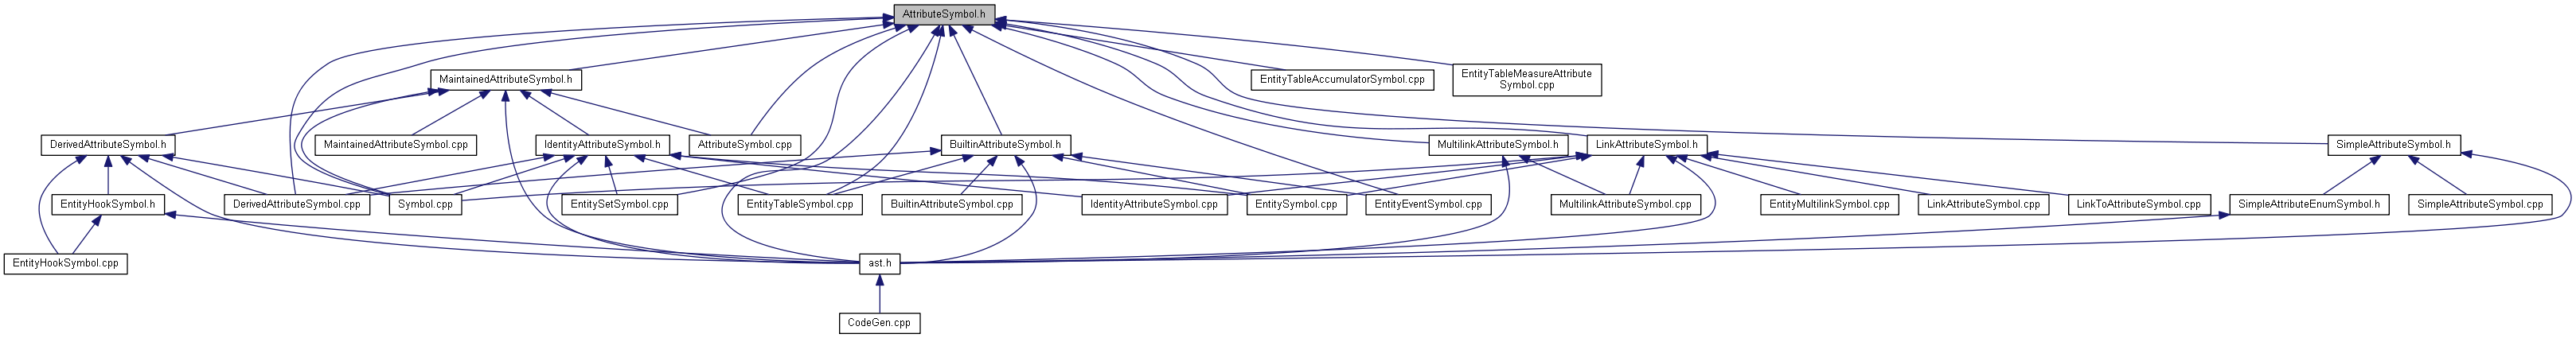 AttributeSymbol.h
MaintainedAttributeSymbol.h
EntityTableAccumulatorSymbol.cpp
EntityTableMeasureAttribute
Symbol.cpp
DerivedAttributeSymbol.h
MaintainedAttributeSymbol.cpp
IdentityAttributeSymbol.h
AttributeSymbol.cpp
BuiltinAttributeSymbol.h
MultilinkAttributeSymbol.h
LinkAttributeSymbol.h
SimpleAttributeSymbol.h
EntityHookSymbol.h
DerivedAttributeSymbol.cpp
Symbol.cpp
EntitySetSymbol.cpp
EntityTableSymbol.cpp
BuiltinAttributeSymbol.cpp
IdentityAttributeSymbol.cpp
EntitySymbol.cpp
EntityEventSymbol.cpp
MultilinkAttributeSymbol.cpp
EntityMultilinkSymbol.cpp
LinkAttributeSymbol.cpp
LinkToAttributeSymbol.cpp
SimpleAttributeEnumSymbol.h
SimpleAttributeSymbol.cpp
EntityHookSymbol.cpp
ast.h
CodeGen.cpp